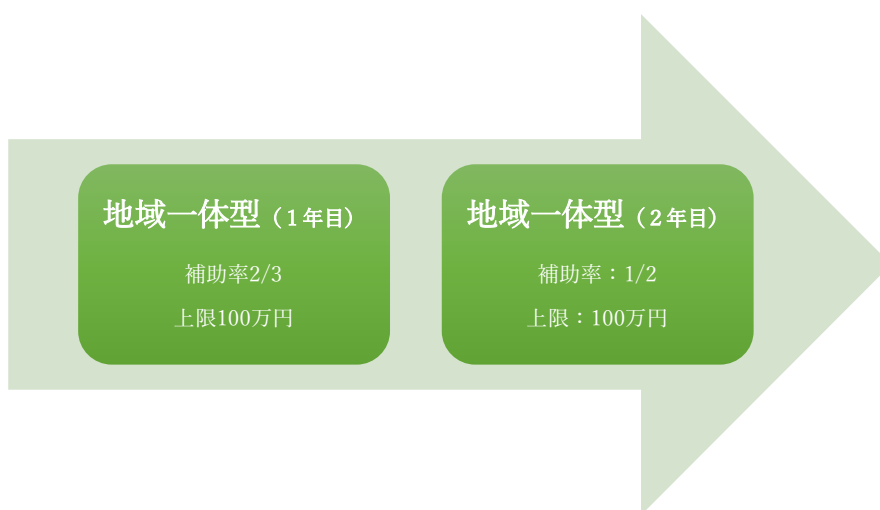 地域一体型（１年目）
補助率2/3
上限100万円
地域一体型（２年目）
補助率：1/2
上限：100万円